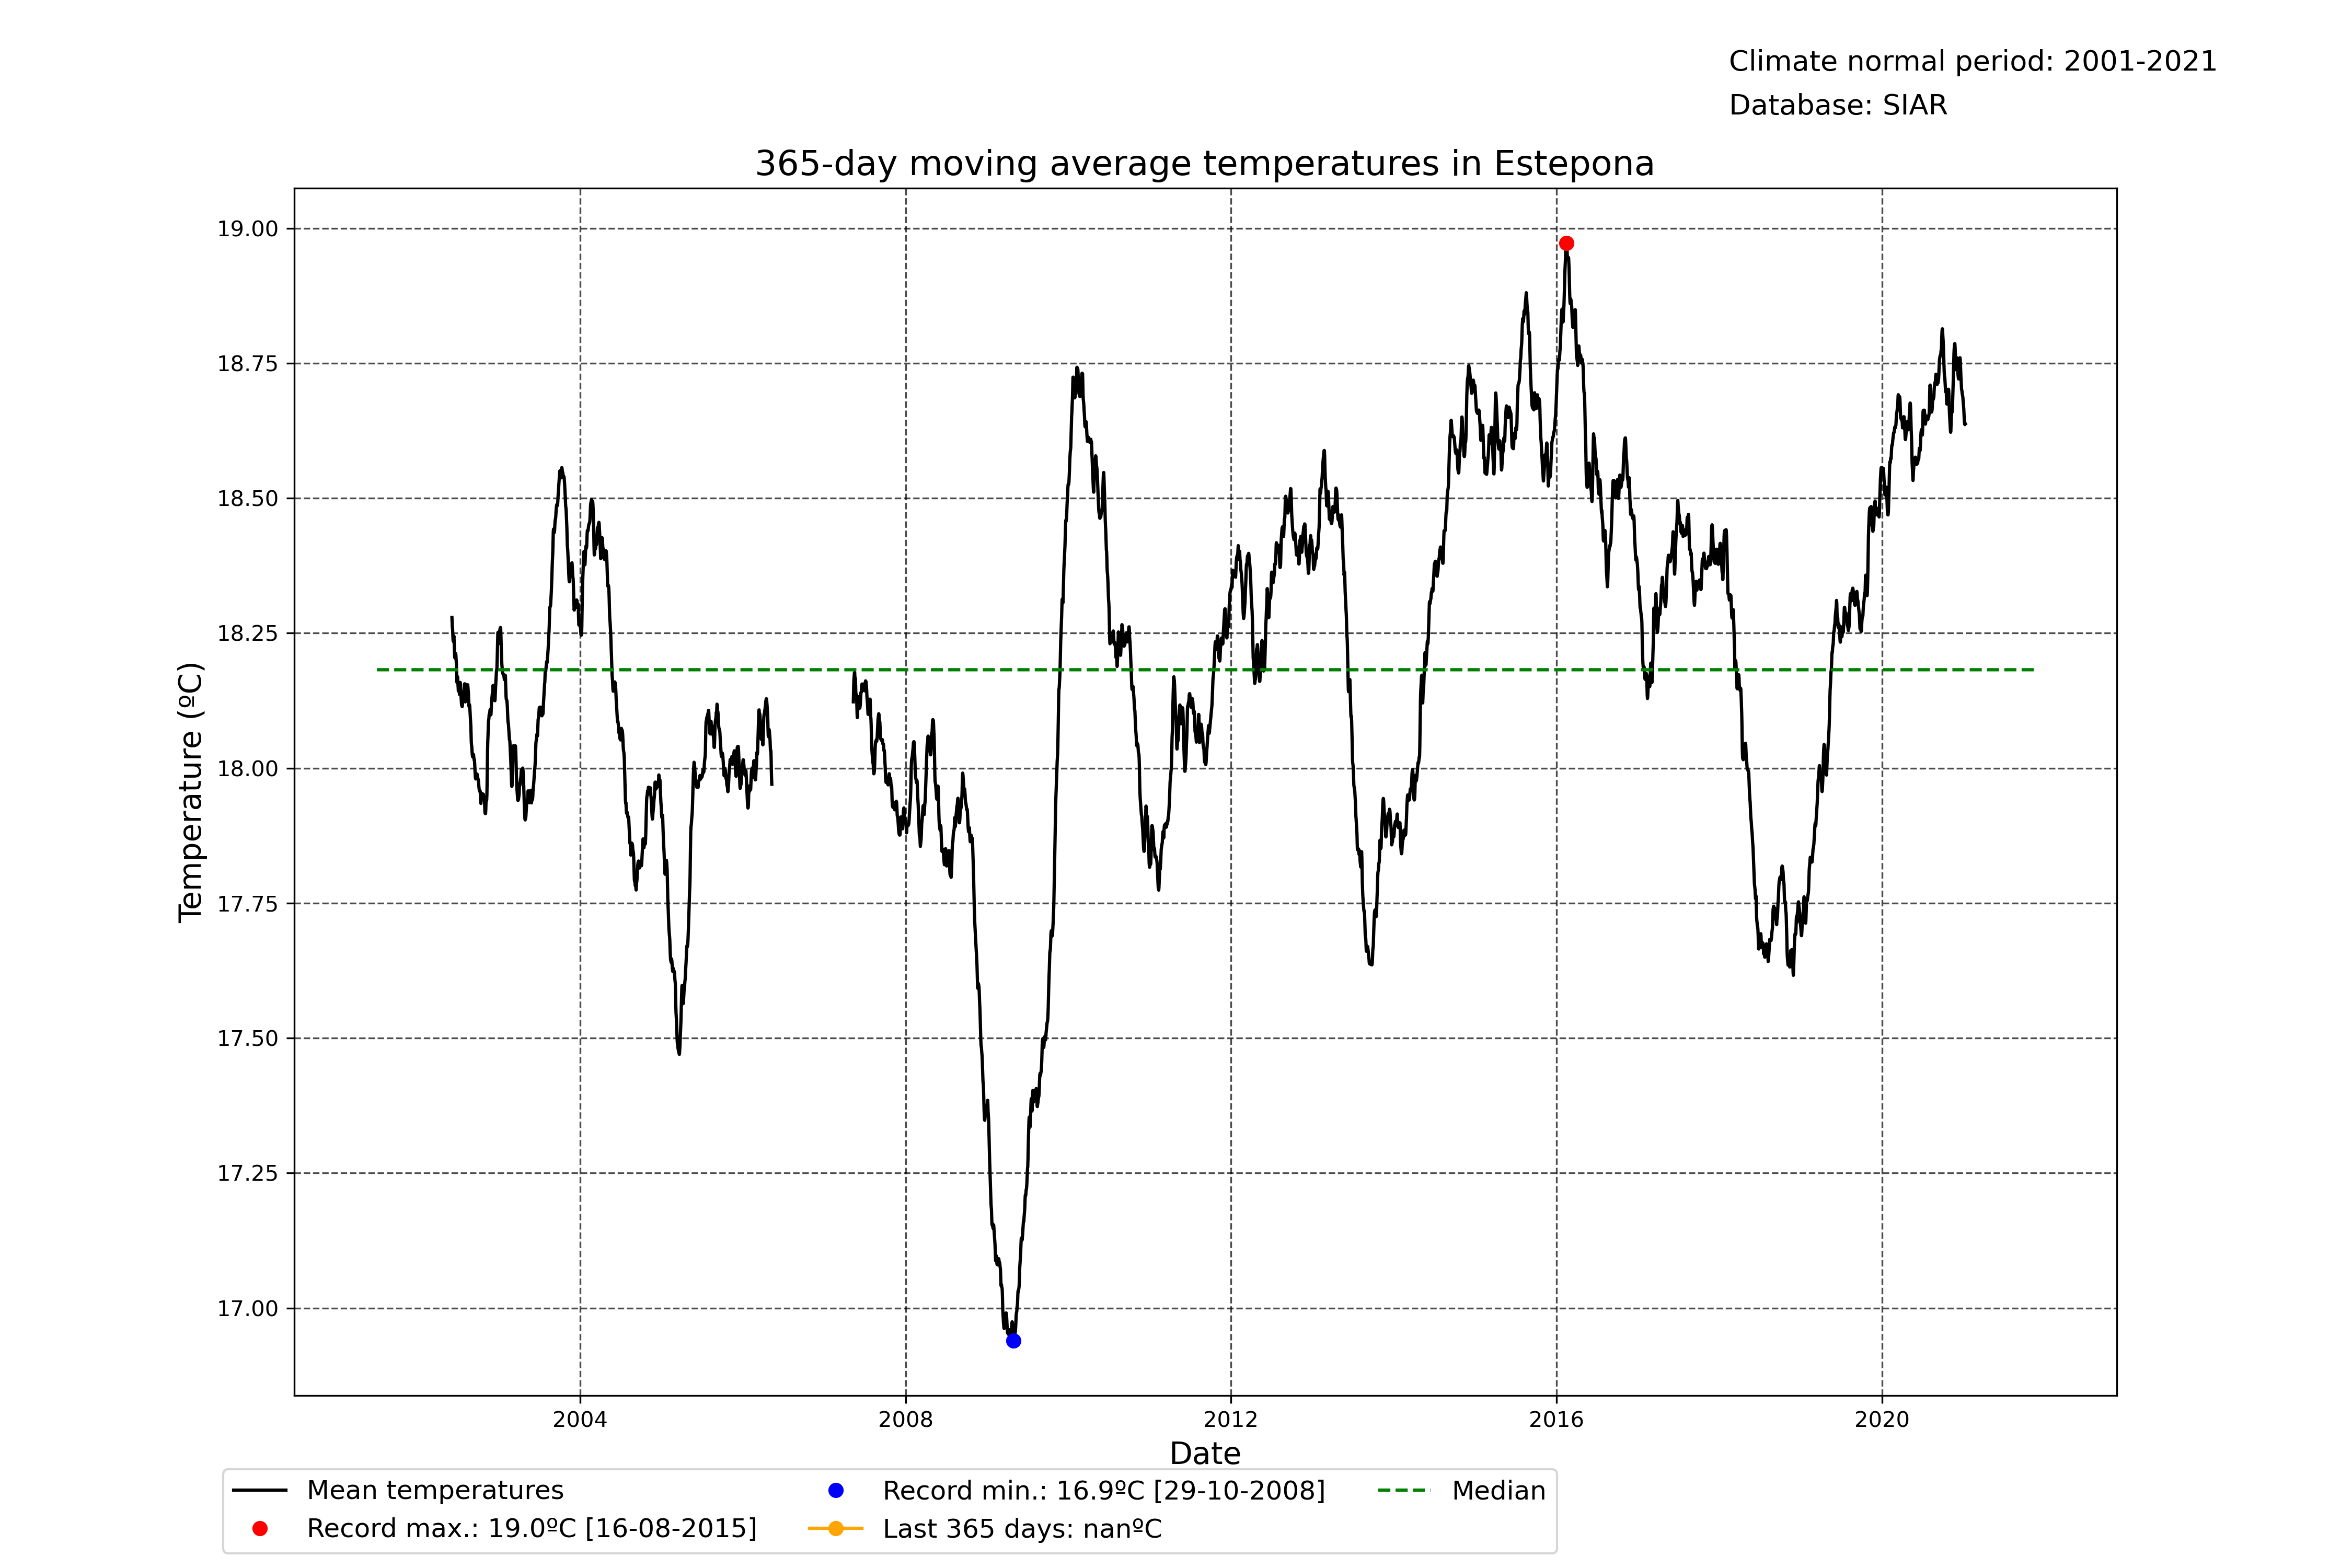 Climate normal period: 2001-2021
Database: SIAR
365-day moving average temperatures in Estepona
19.00
18.75
18.50
18.25
18.00
17.75
17.50
17.25
17.00
Temperature (ºC)
2004 2008 2012 2016 2020
Date
Mean temperatures
Record max.: 19.0ºC [16-08-2015]
Record min.: 16.9ºC [29-10-2008]
Last 365 days: nanºC
Median